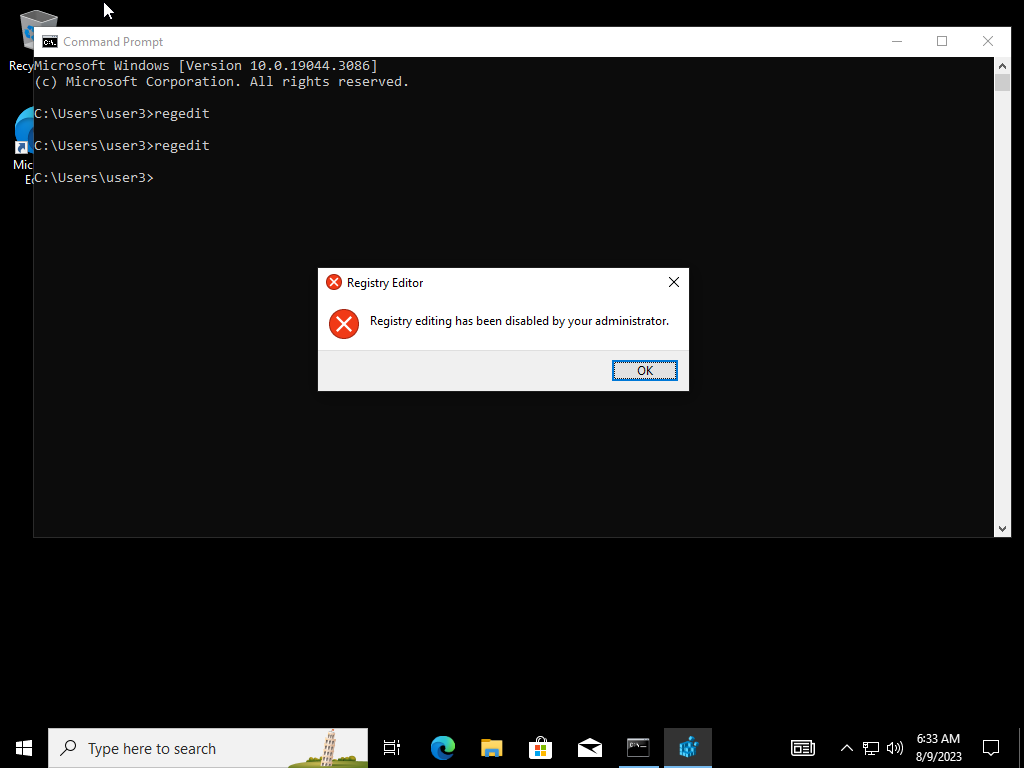 Command Prompt
Microsoft Windows [Version 10.0.19044.3086]
(c) Microsoft Corporation. All rights reserved.
C:\Users\user3>regedit
C:\Users\user3>regedit
C:\Users\user3>
Recy
Mic
E
Registry Editor
Registry editing has been disabled by your administrator.
OK
Type here to search
6:33 AM
8/9/2023